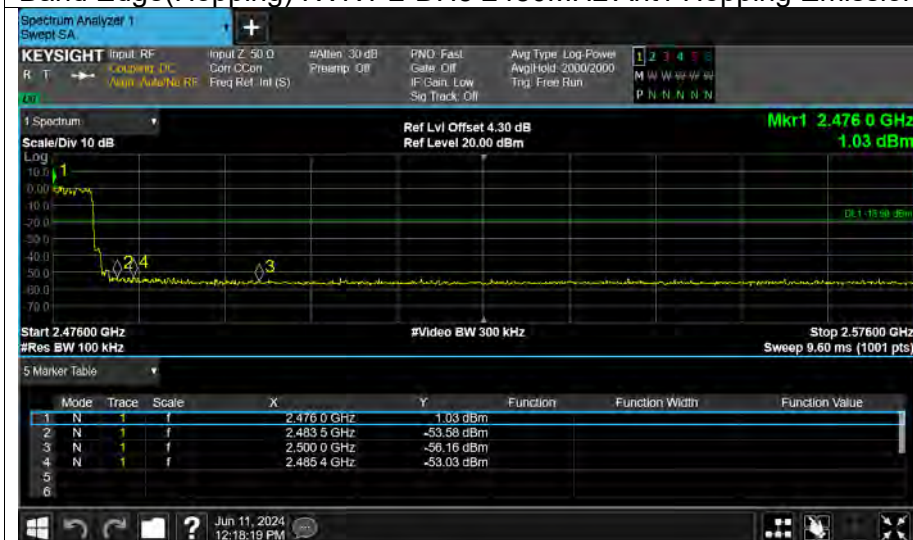 Spectrum Analyzer 1
Swept SA
+
KEYSIGHT Input: RF Input Z: 50 Ω #Atten: 30 dB PNO: Fast Avg Type: Log-Power 1 2 3 4 5 6
R T Coupling: DC Corr CCorr Preamp: Off Gate: Off Avg|Hold: 2000/2000 M W W W W W
Align: Auto/No RF Freq Ref: Int (S) IF Gain: Low Trig: Free Run
Sig Track: Off P N N N N N
1 Spectrum Ref Lvl Offset 4.30 dB Mkr1 2.476 0 GHz
Scale/Div 10 dB Ref Level 20.00 dBm 1.03 dBm
Log
10.0 1
0.00
-10.0
-20.0
-30.0
-40.0
-50.0 2 4 3
-60.0
-70.0
Start 2.47600 GHz #Video BW 300 kHz Stop 2.57600 GHz
#Res BW 100 kHz Sweep 9.60 ms (1001 pts)
5 Marker Table
Mode Trace Scale X Y Function Function Width Function Value
1 N 1 f 2.476 0 GHz 1.03 dBm
2 N 1 f 2.483 5 GHz -53.58 dBm
3 N 1 f 2.500 0 GHz -56.16 dBm
4 N 1 f 2.485 4 GHz -53.03 dBm
5
6
? Jun 11, 2024
12:18:19 PM